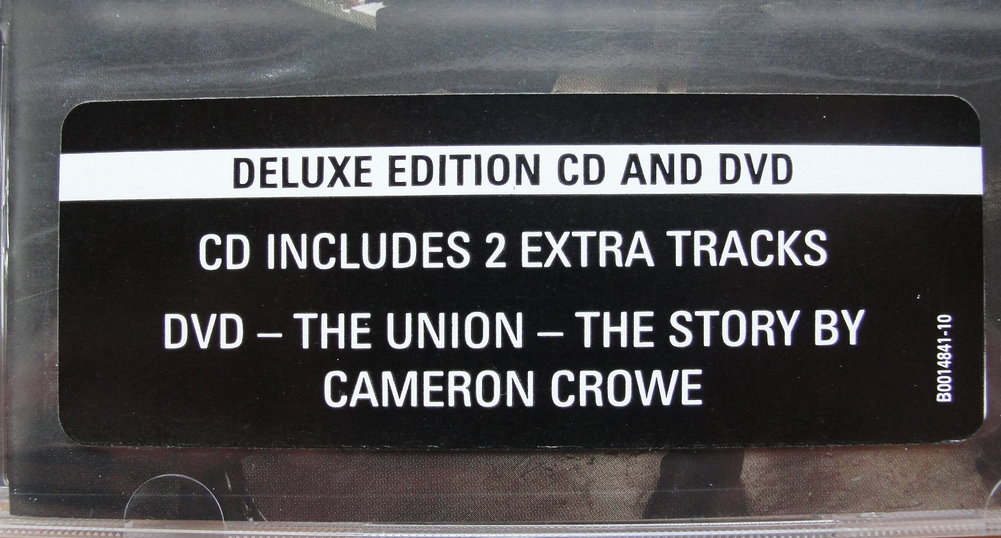 DELUXE EDITION CD AND DVD
CD INCLUDES 2 EXTRA TRACKS
DVD – THE UNION – THE STORY BY
CAMERON CROWE
B0014841-10